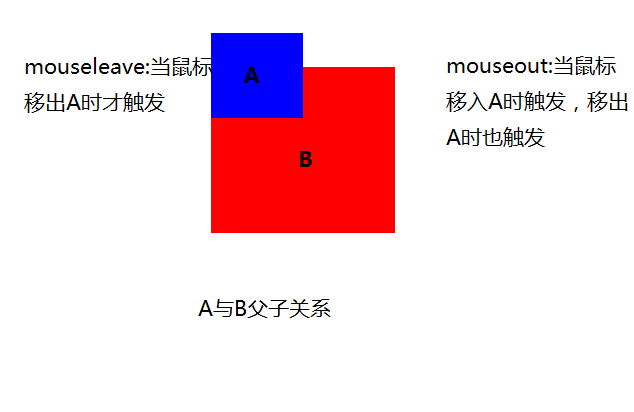 mouseleave:当鼠标
移出A时才触发
A
B
mouseout:当鼠标
移入A时触发，移出
A时也触发
A与B父子关系